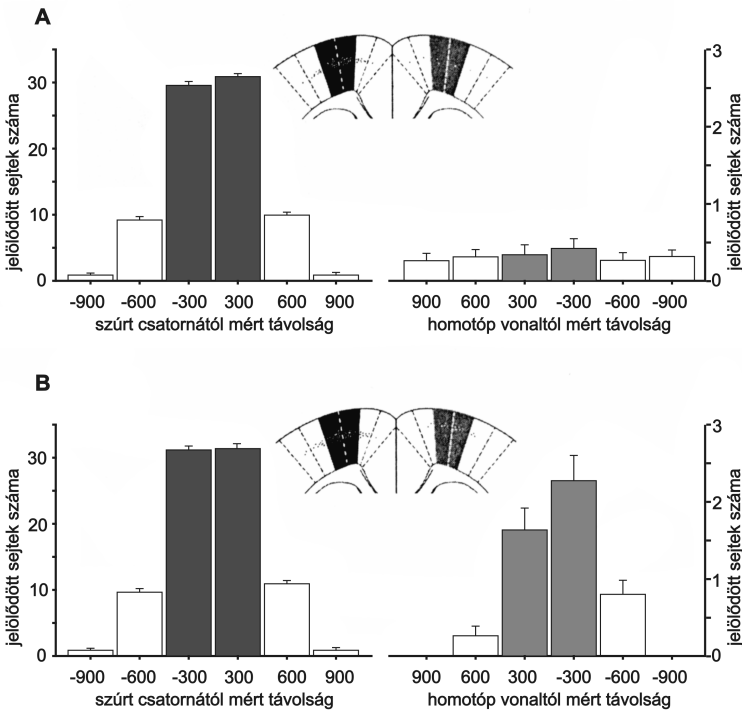 A
jelölődött sejtek száma
30
20
10
0
-900 -600 -300 300 600 900
szúrt csatornától mért távolság
900 600 300 -300 -600 -900
homotóp vonaltól mért távolság
3
2
1
0
jelölődött sejtek száma
B
jelölődött sejtek száma
30
20
10
0
-900 -600 -300 300 600 900
szúrt csatornától mért távolság
900 600 300 -300 -600 -900
homotóp vonaltól mért távolság
3
2
1
0
jelölődött sejtek száma